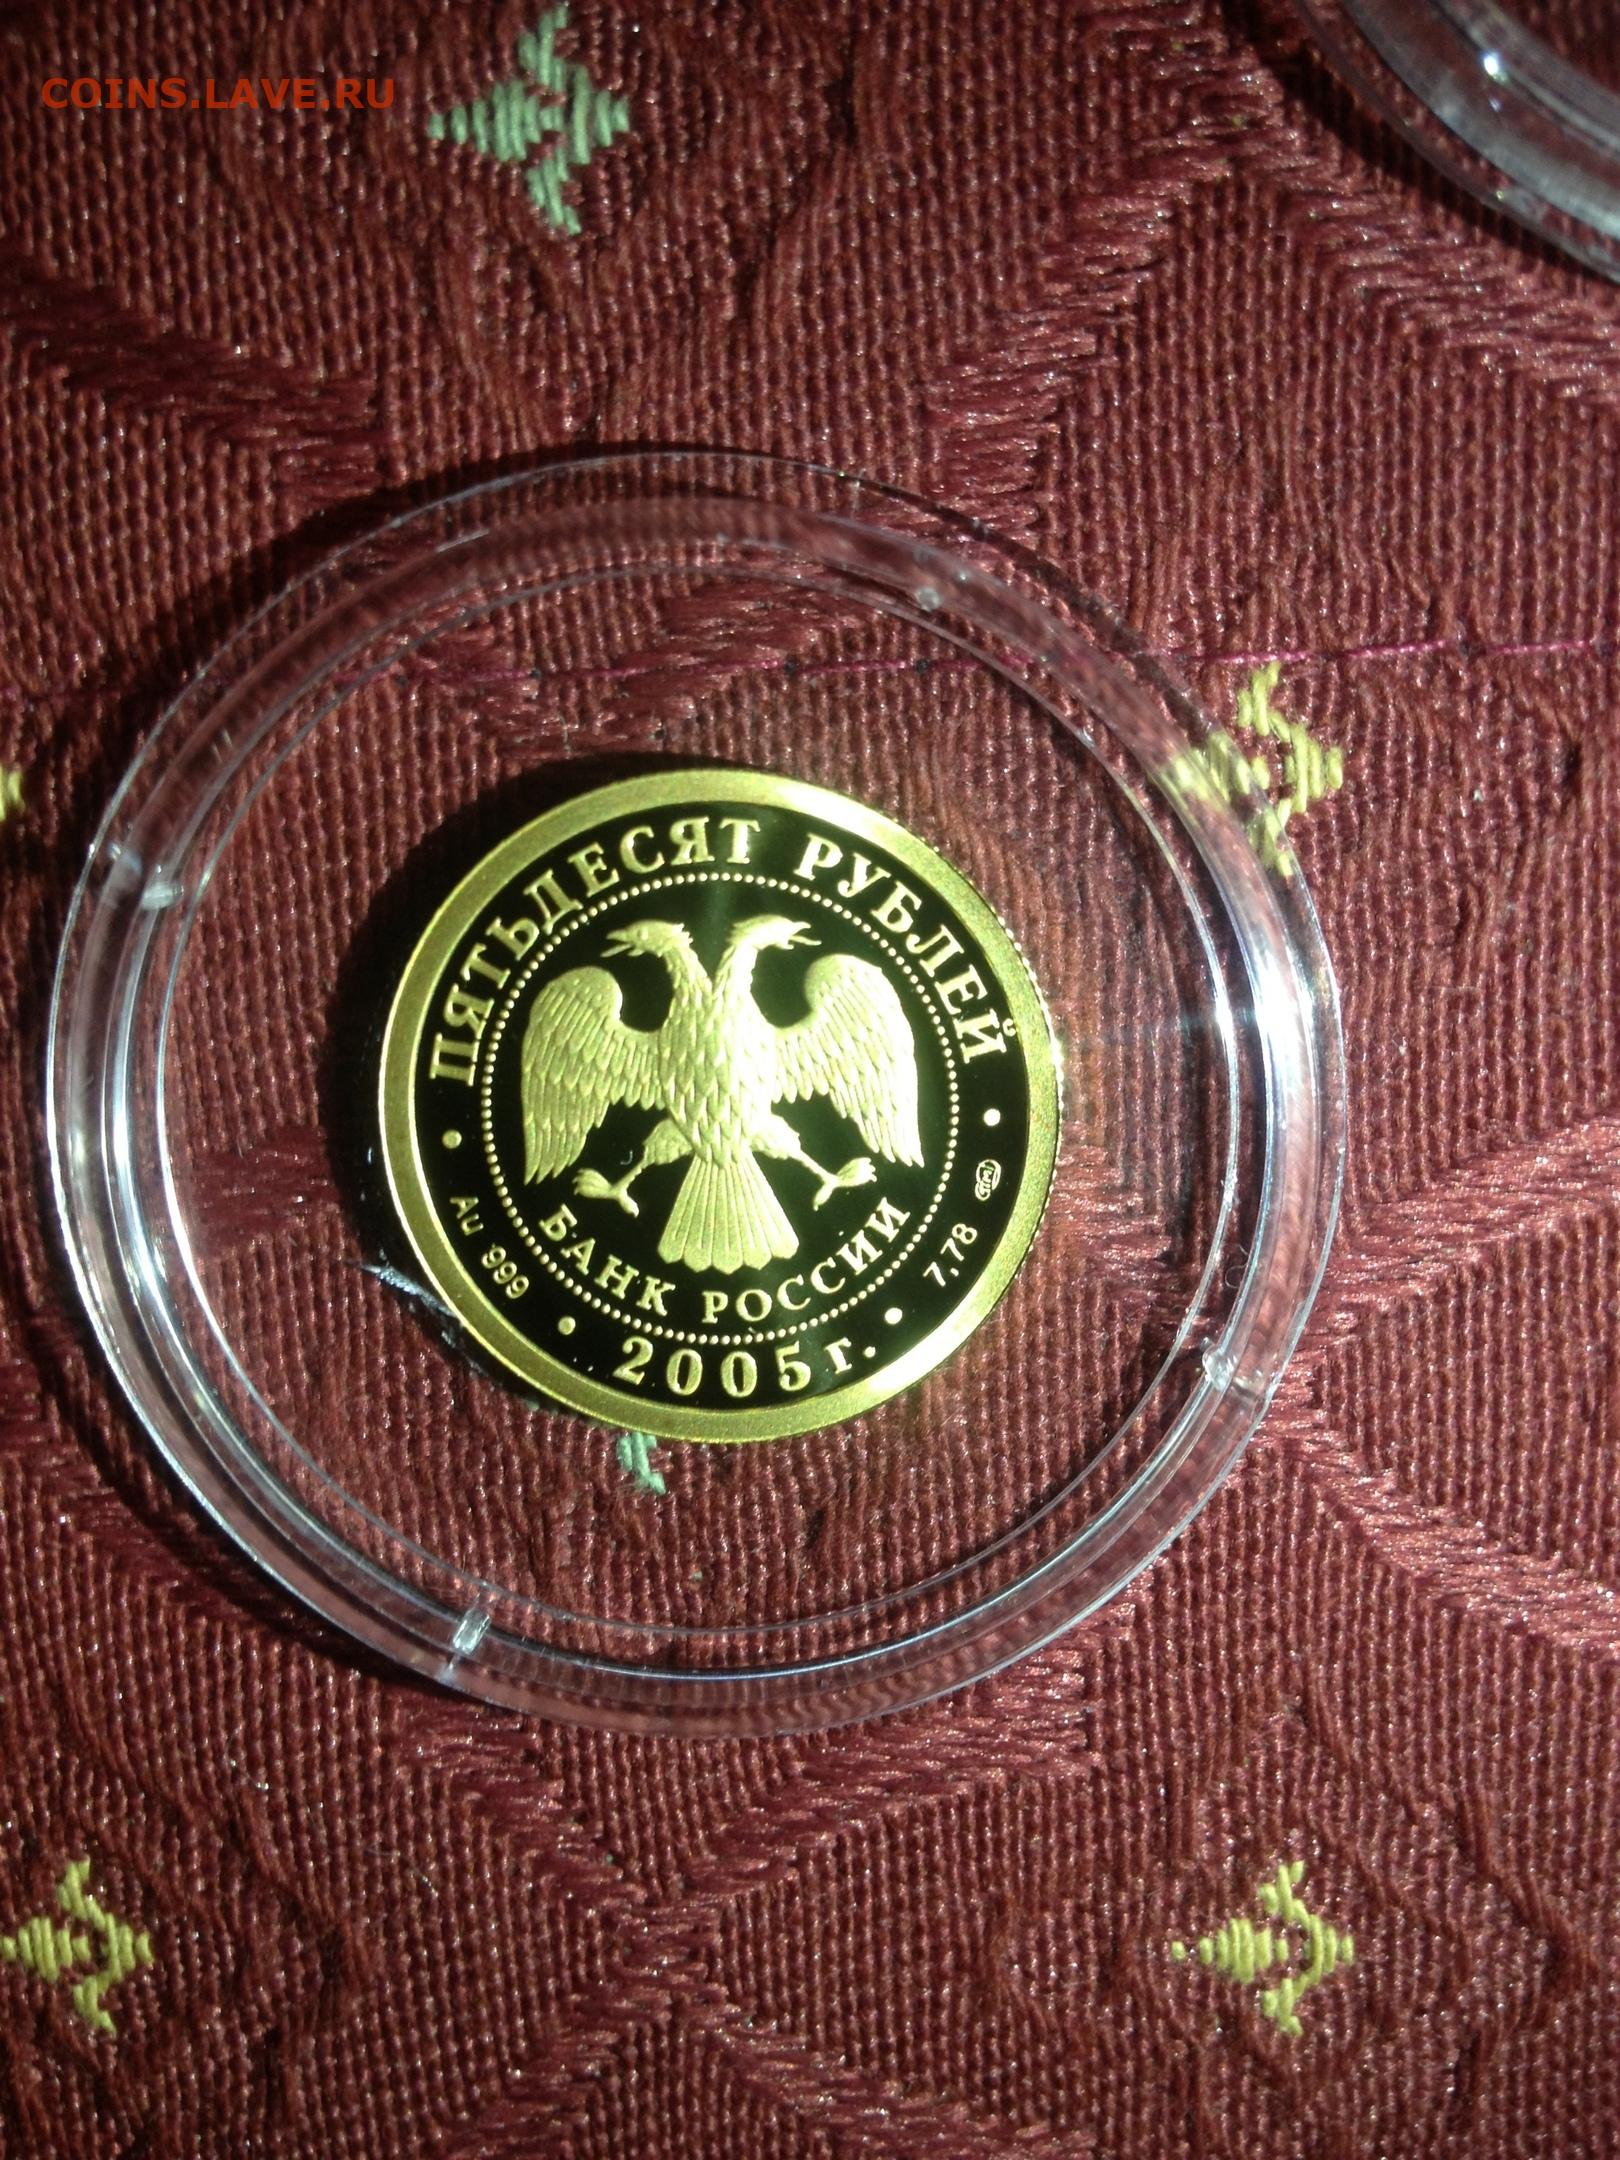 COINS.LAVE.RU
ПЯТЬДЕСЯТ РУБЛЕЙ
БАНК РОССИИ
Au 999
2005 г.
7,78